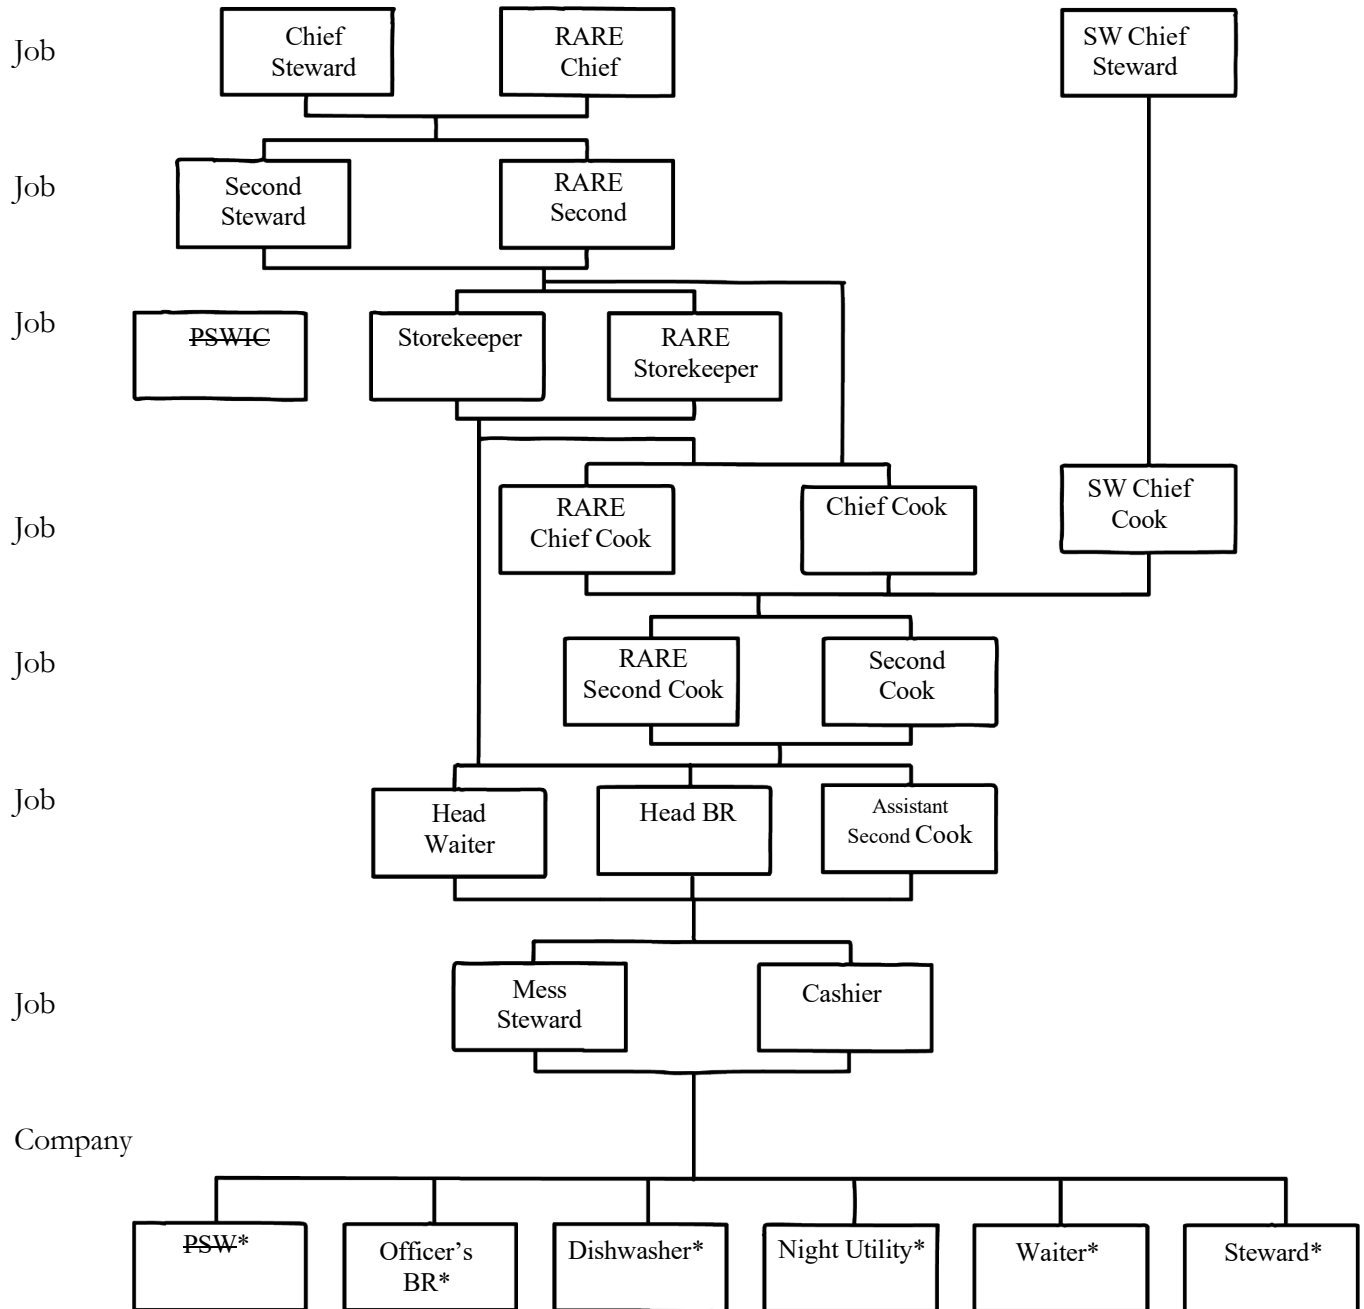 Job
Chief
Steward
RARE
Chief
SW Chief
Steward
Job
Second
Steward
RARE
Second
Job
PSWIC
Storekeeper
RARE
Storekeeper
Job
RARE
Chief Cook
Chief Cook
SW Chief
Cook
Job
RARE
Second Cook
Second
Cook
Job
Head
Waiter
Head BR
Assistant
Second Cook
Job
Mess
Steward
Cashier
Company
PSW*
Officer’s
BR*
Dishwasher*
Night Utility*
Waiter*
Steward*